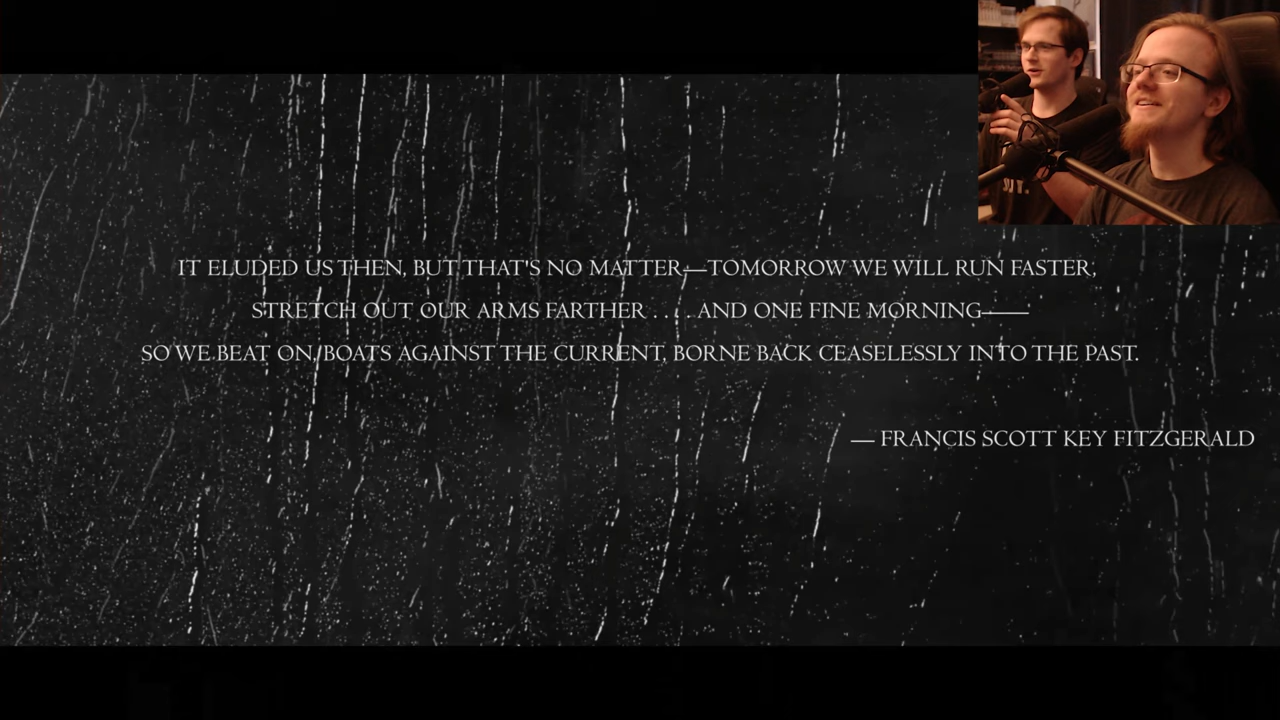 IT ELUDED US THEN, BUT THAT'S NO MATTER—TOMORROW WE WILL RUN FASTER,
STRETCH OUT OUR ARMS FARTHER . . . . AND ONE FINE MORNING——
SO WE BEAT ON, BOATS AGAINST THE CURRENT, BORNE BACK CEASELESSLY INTO THE PAST.
— FRANCIS SCOTT KEY FITZGERALD